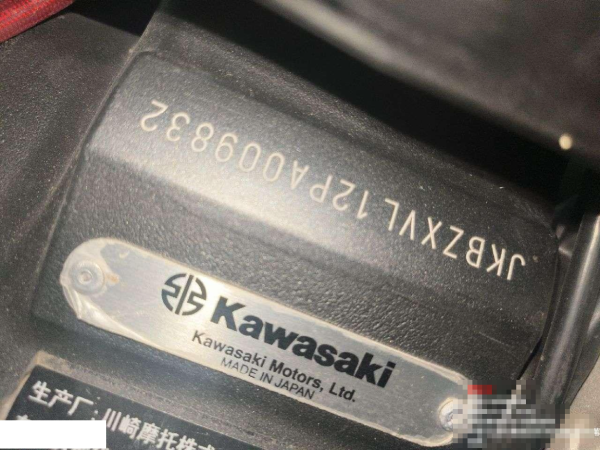 JKBZXVL12PA009832
Kawasaki
Kawasaki Motors, Ltd.
MADE IN JAPAN
生产厂:川崎摩托株式